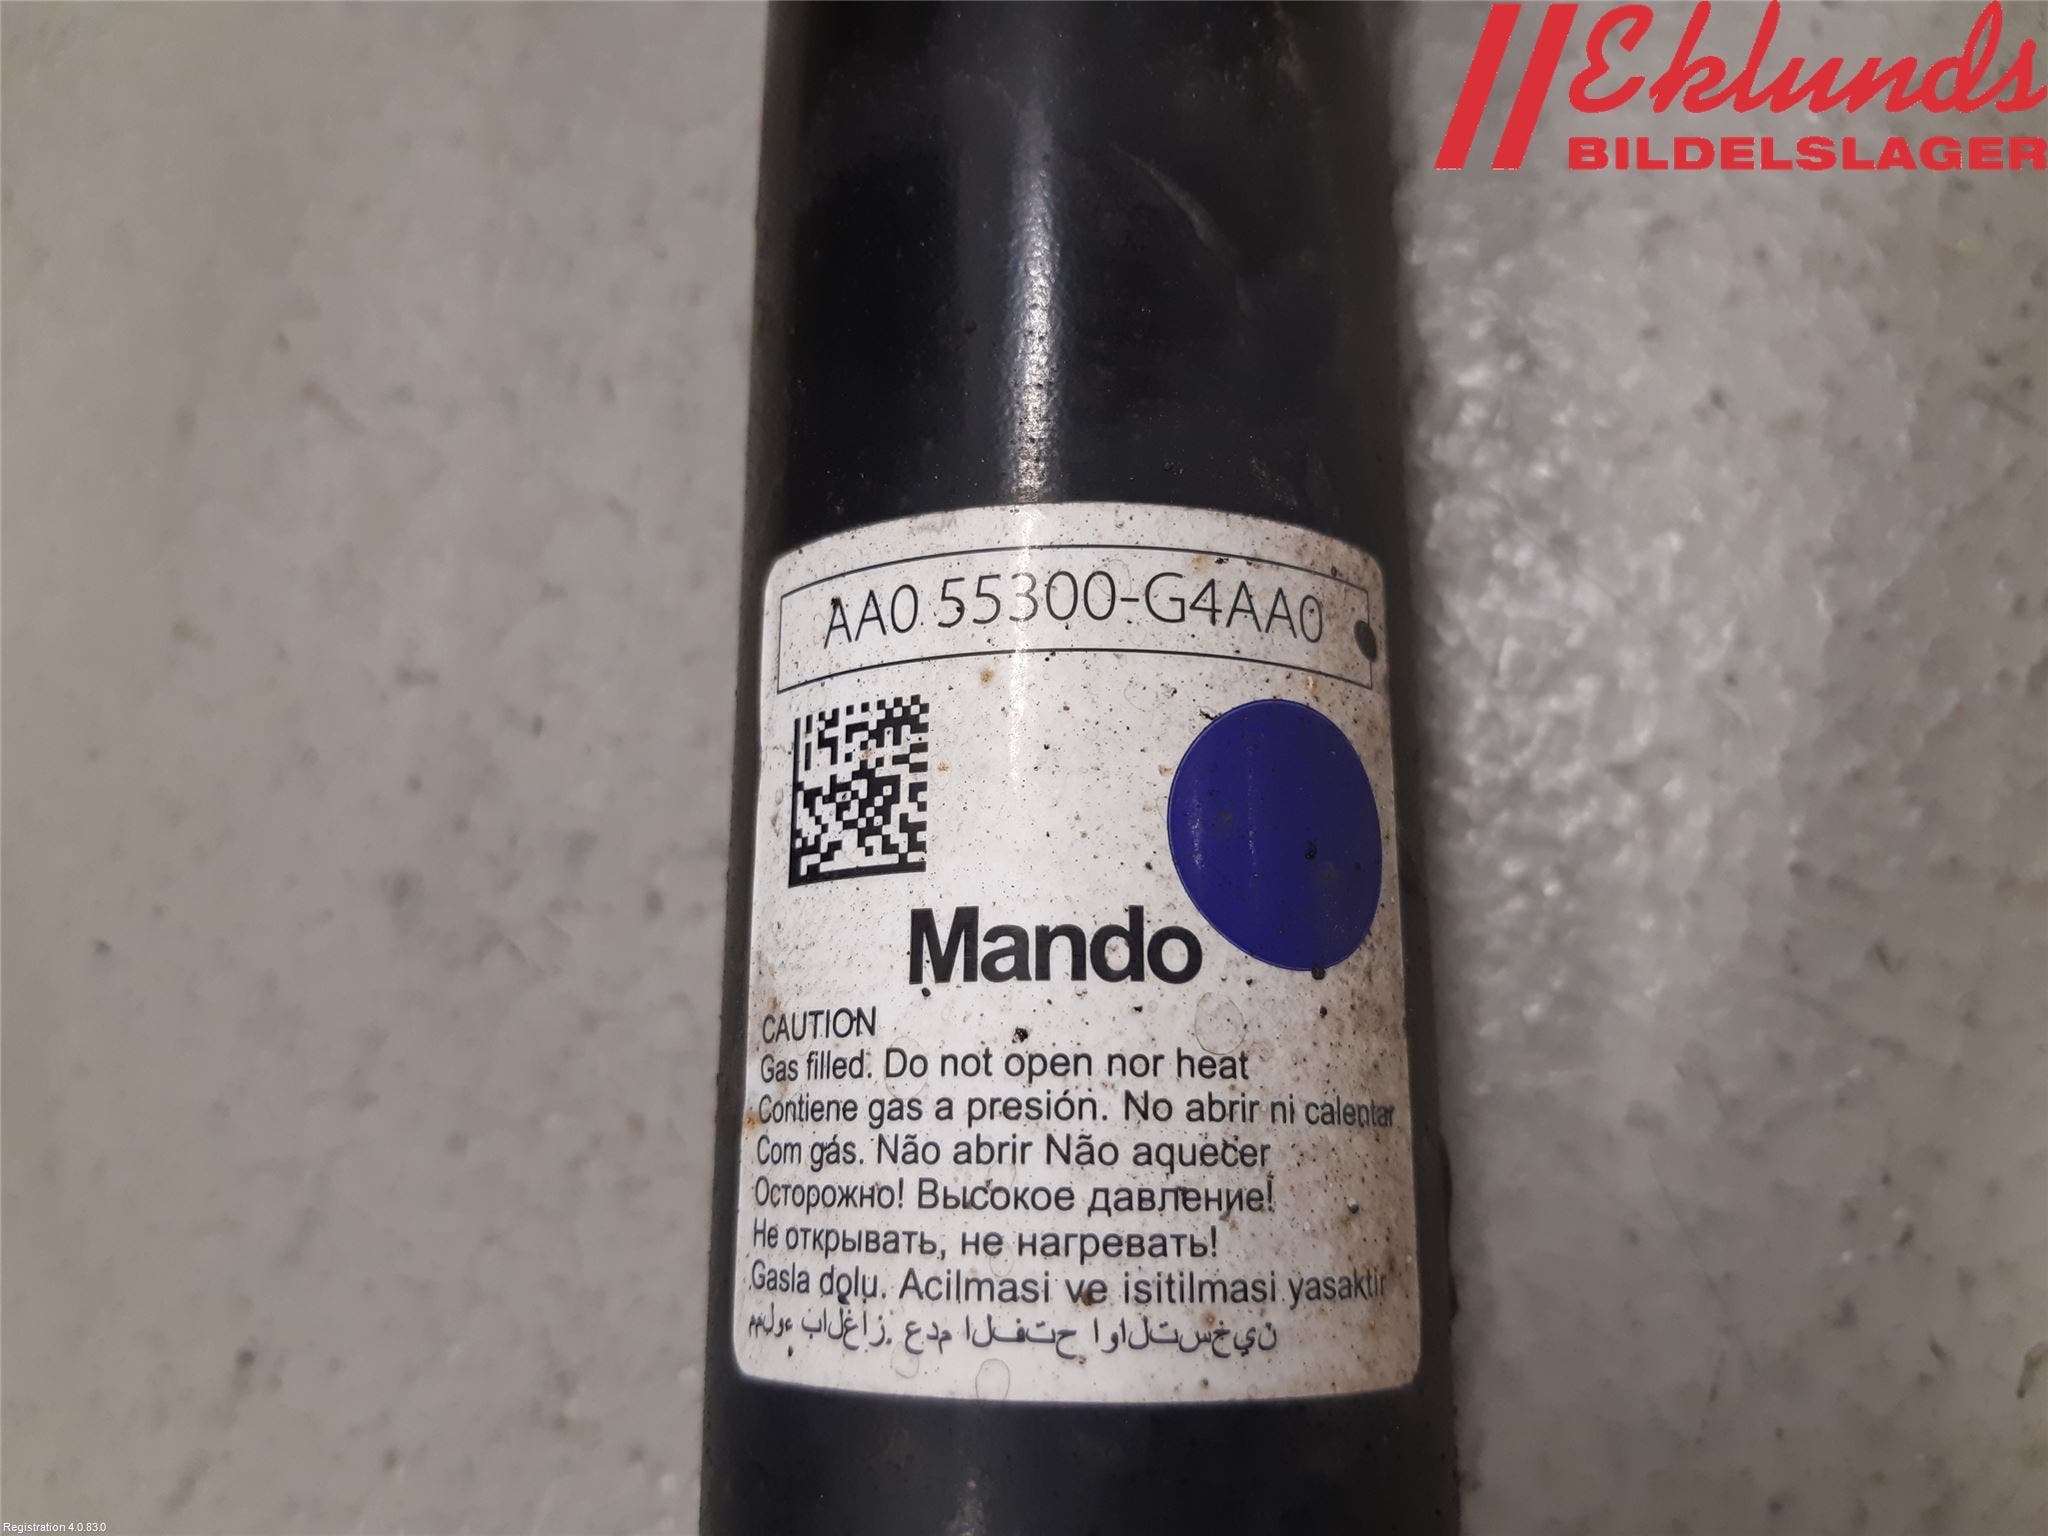 Eklunds
BILDELSLAGER
AA0 55300-G4AA0
Mando
CAUTION
Gas filled. Do not open nor heat
Contiene gas a presión. No abrir ni calentar
Com gás. Não abrir Não aquecer
Осторожно! Высокое давление!
Не открывать, не нагревать!
Gasla dolu. Acilmasi ve isitilmasi yasaktir
ن ي خ س ت ل ا و ا ح ت ف ل ا م د ع .ز ا غ ل ا ب ء و ل م م
Registration 4.0.83.0